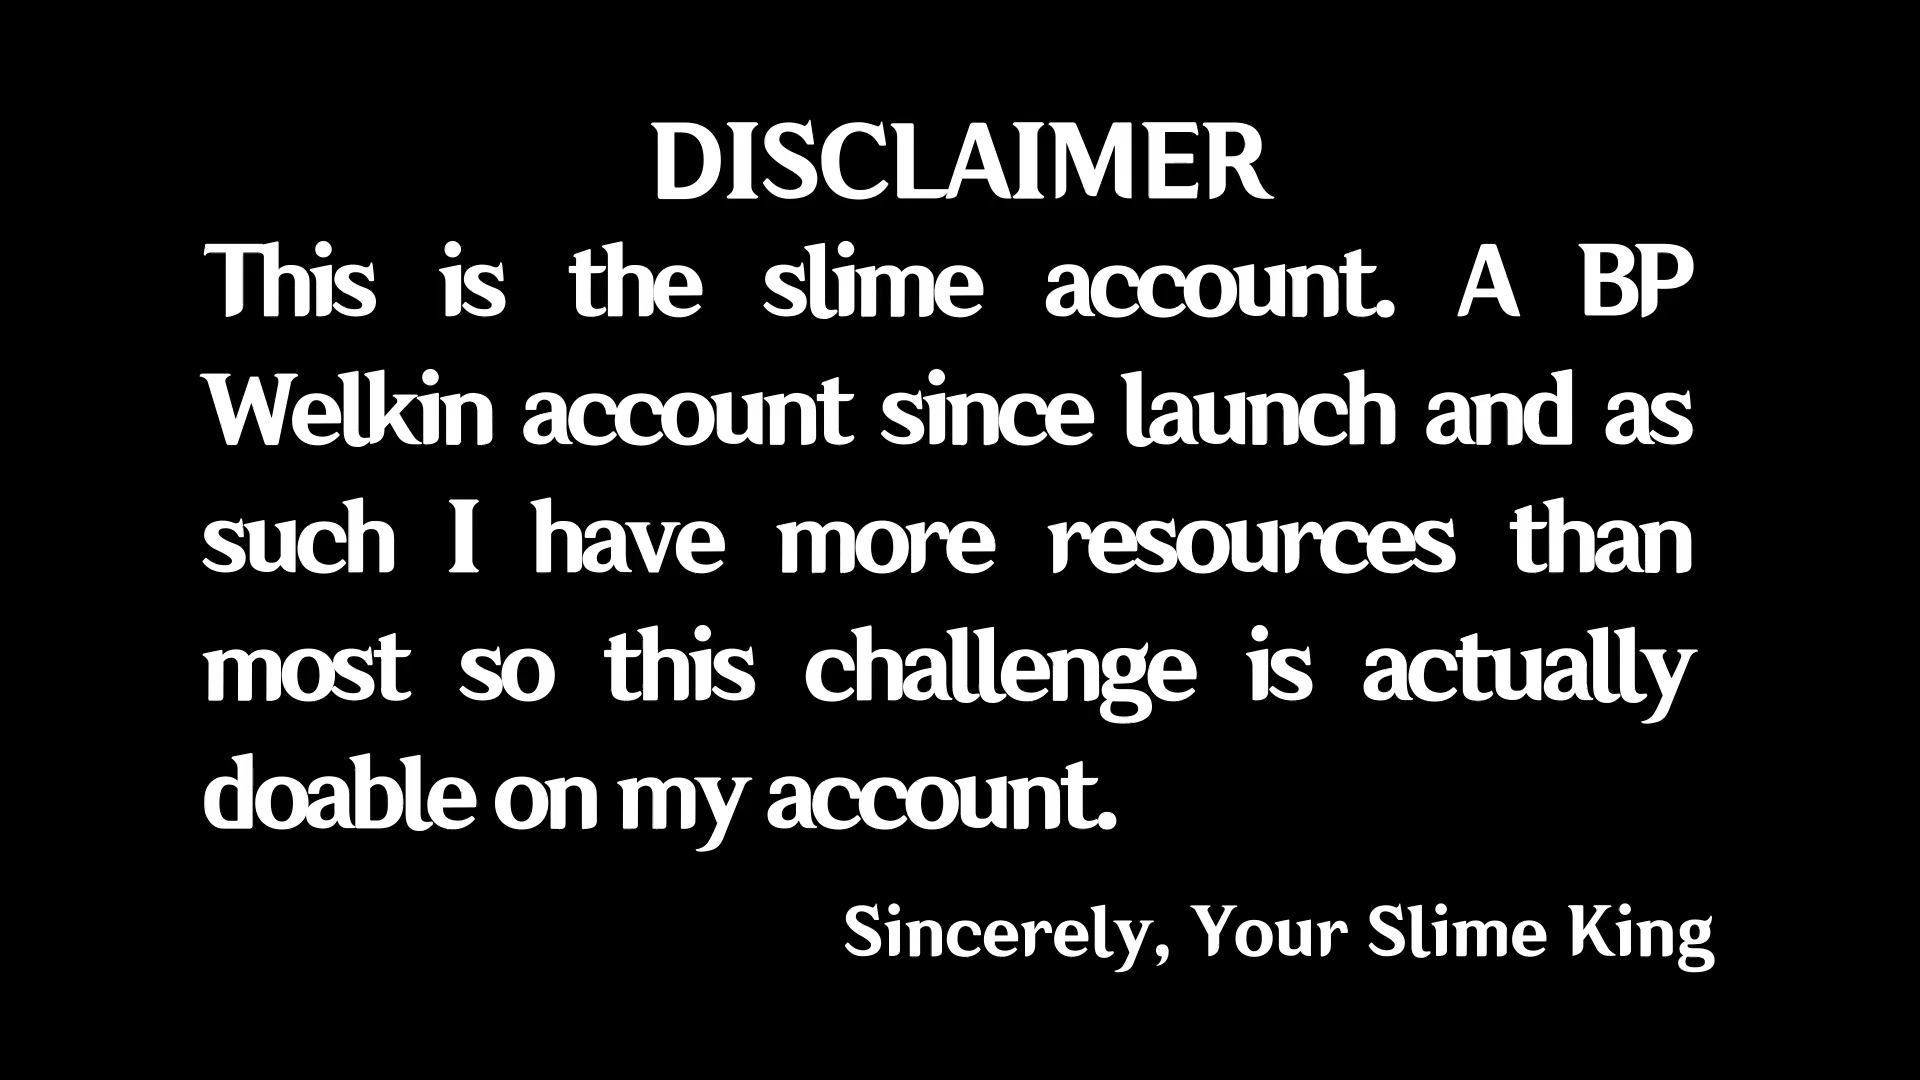 DISCLAIMER
This is the slime account. A BP
Welkin account since launch and as
such I have more resources than
most so this challenge is actually
doable on my account.
Sincerely, Your Slime King